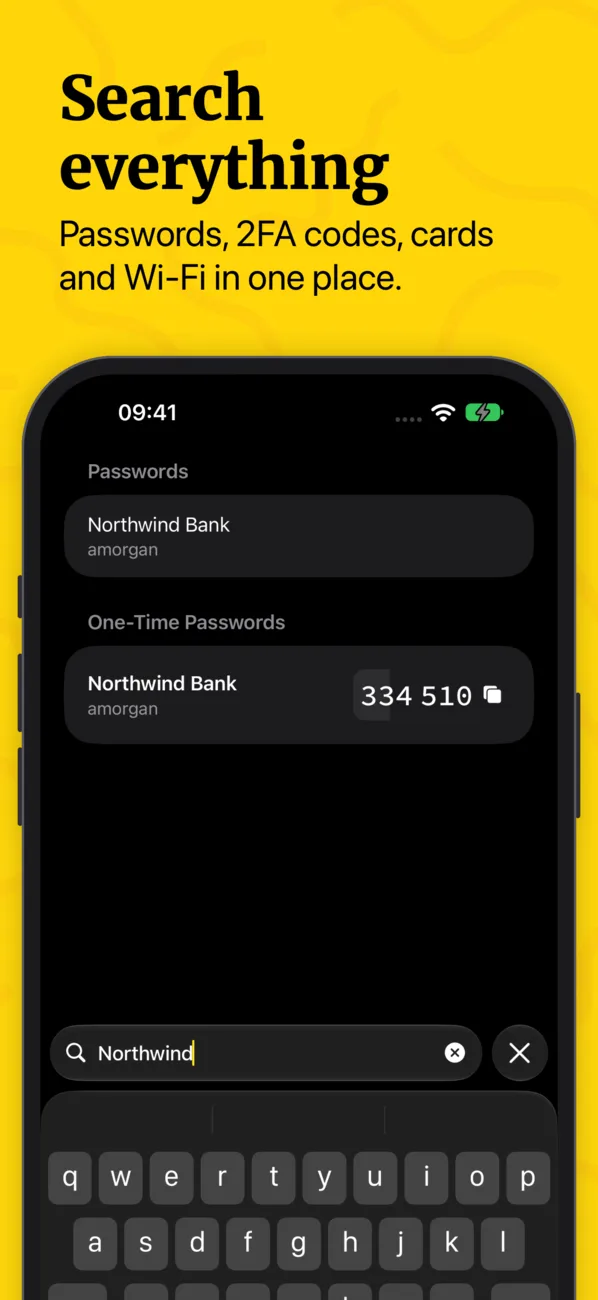 Search
everything
Passwords, 2FA codes, cards
and Wi-Fi in one place.
09:41
Passwords
Northwind Bank
amorgan
One-Time Passwords
Northwind Bank
amorgan
334 510
Northwind
q w e r t y u i o p
a s d f g h j k l